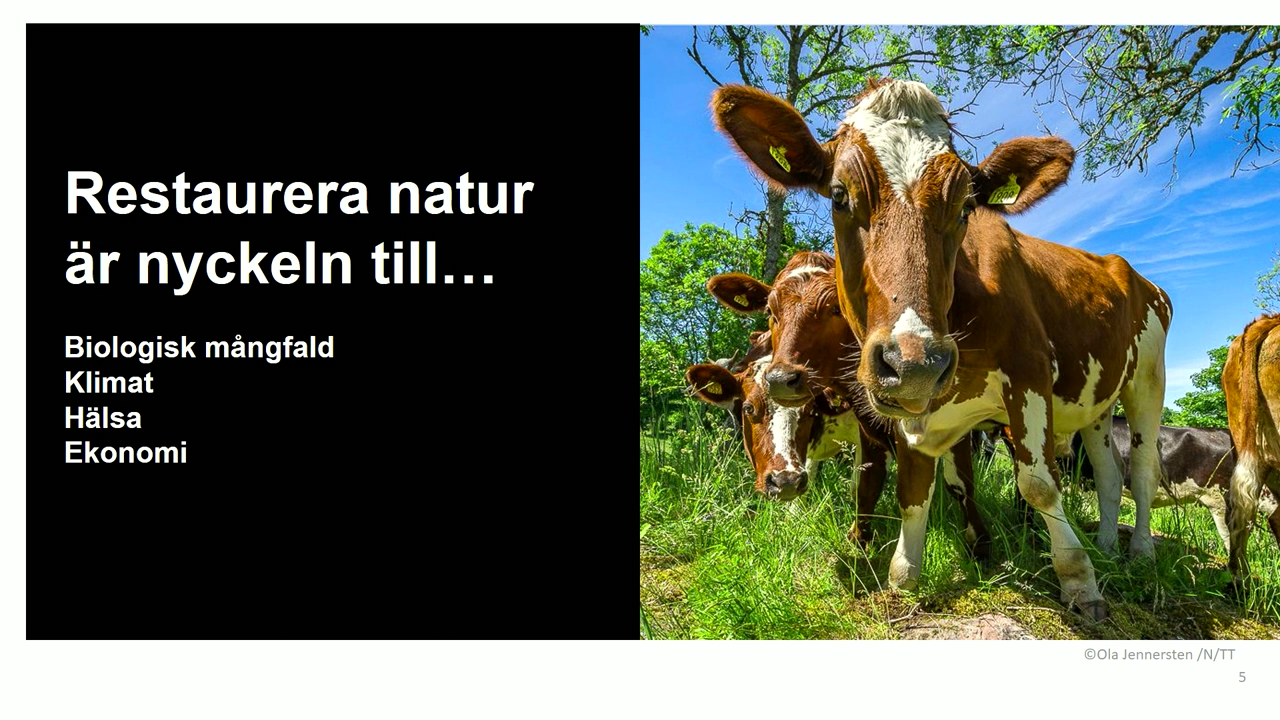 Restaurera natur
är nyckeln till…
Biologisk mångfald
Klimat
Hälsa
Ekonomi
©Ola Jennersten /N/TT
5